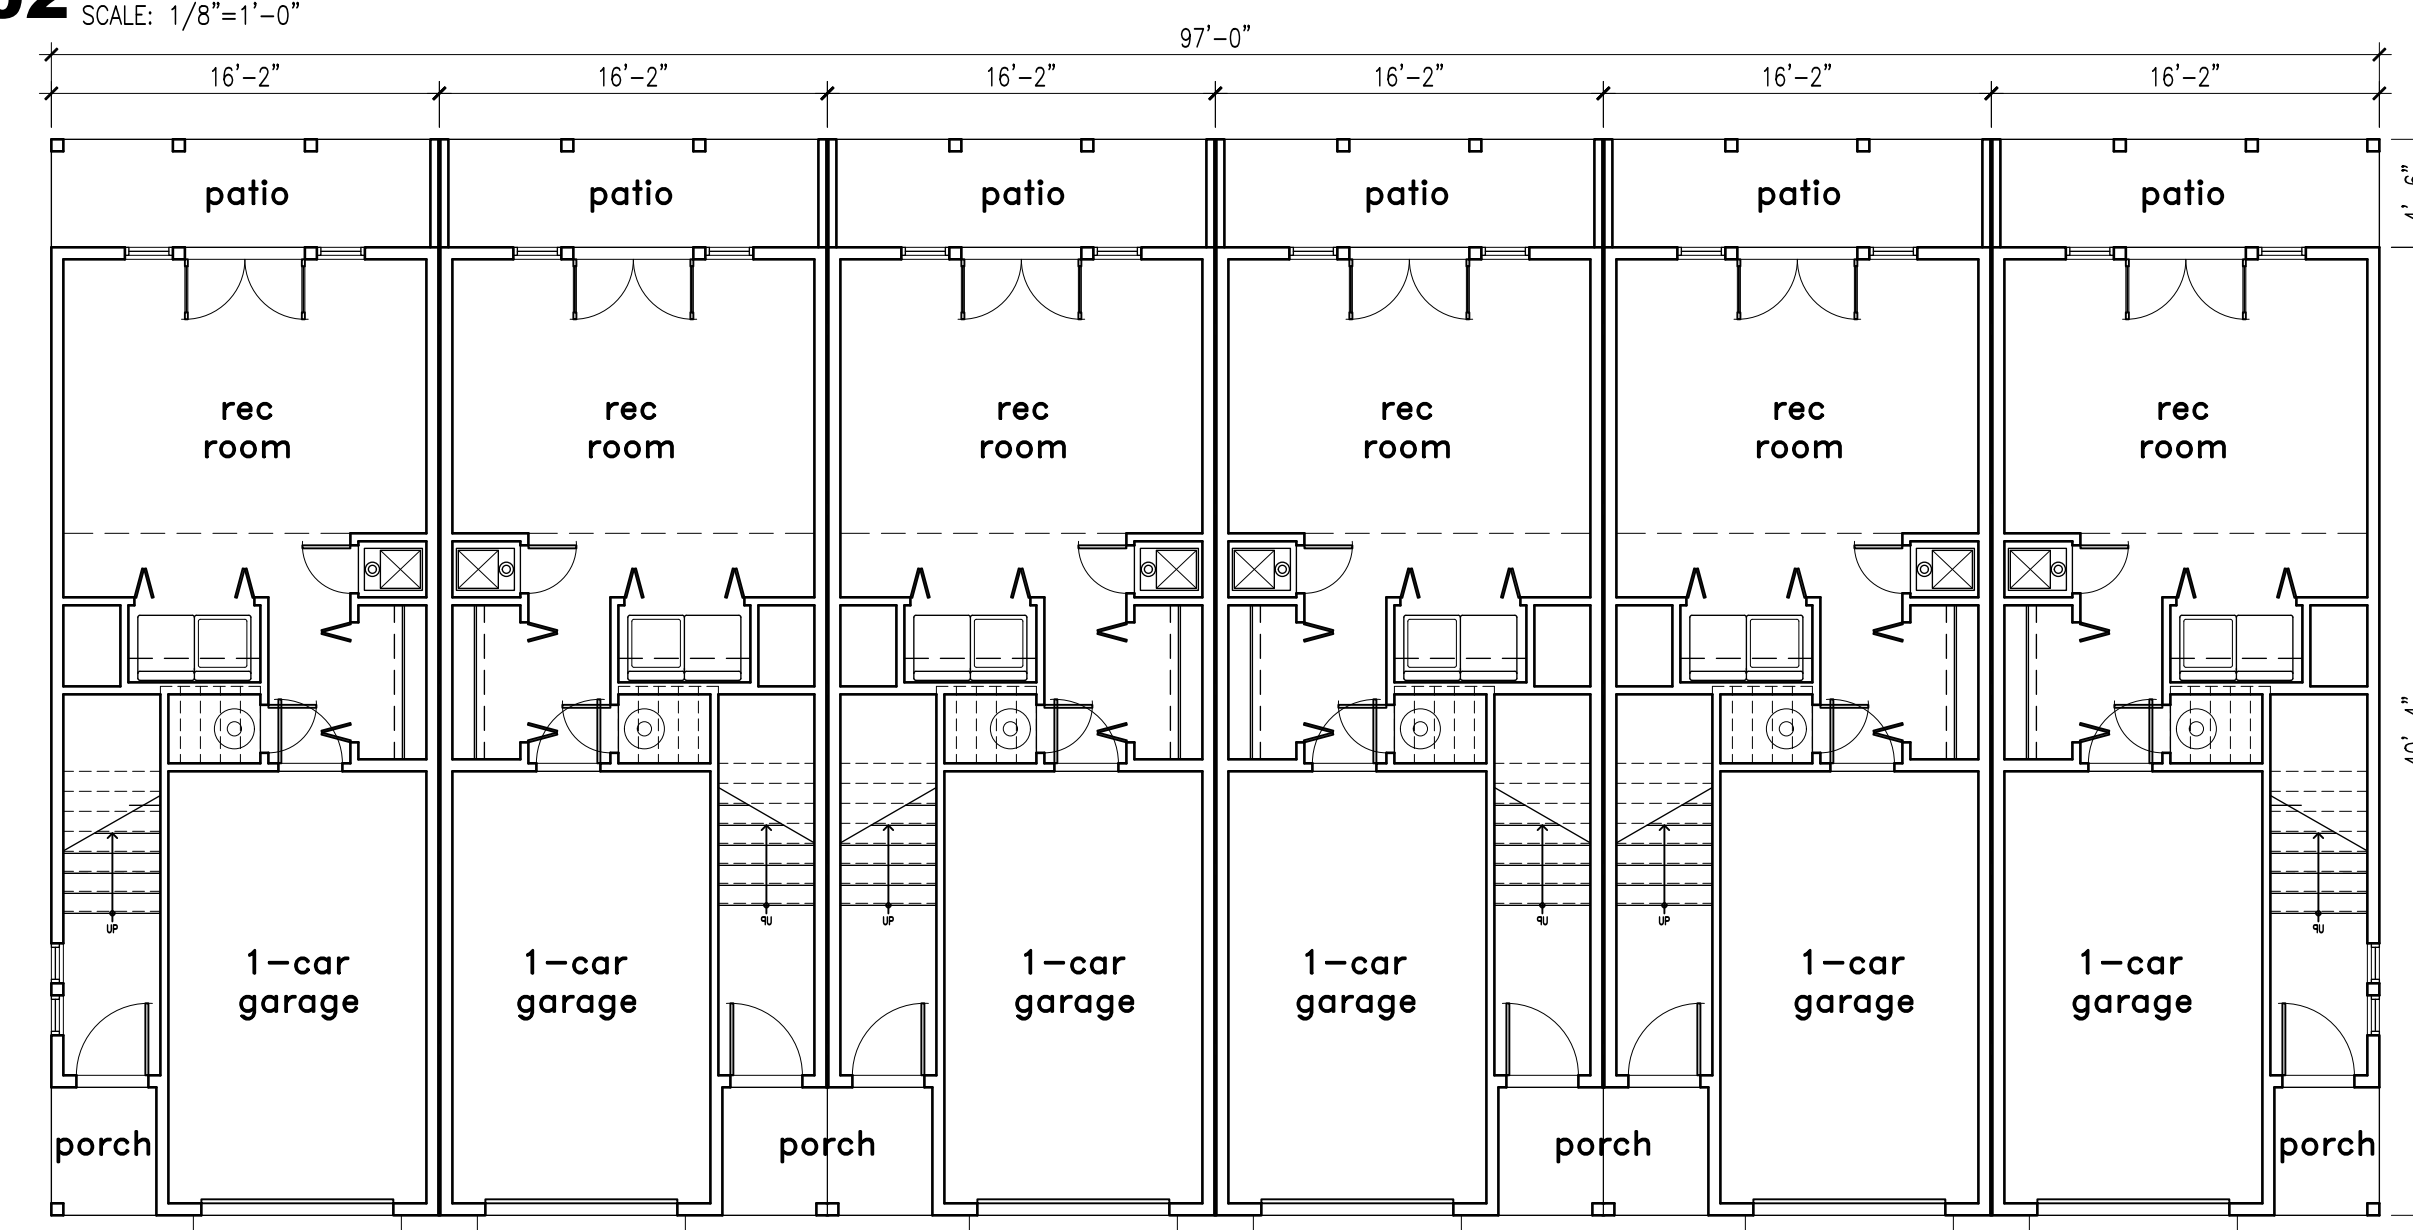 SCALE: 1/8"=1'-0"
97'-0"
16'-2" 16'-2" 16'-2" 16'-2" 16'-2" 16'-2"
patio patio patio patio patio patio
rec rec rec rec rec rec
room room room room room room
UP UP UP UP UP UP
1-car 1-car 1-car 1-car 1-car 1-car
garage garage garage garage garage garage
porch porch porch porch